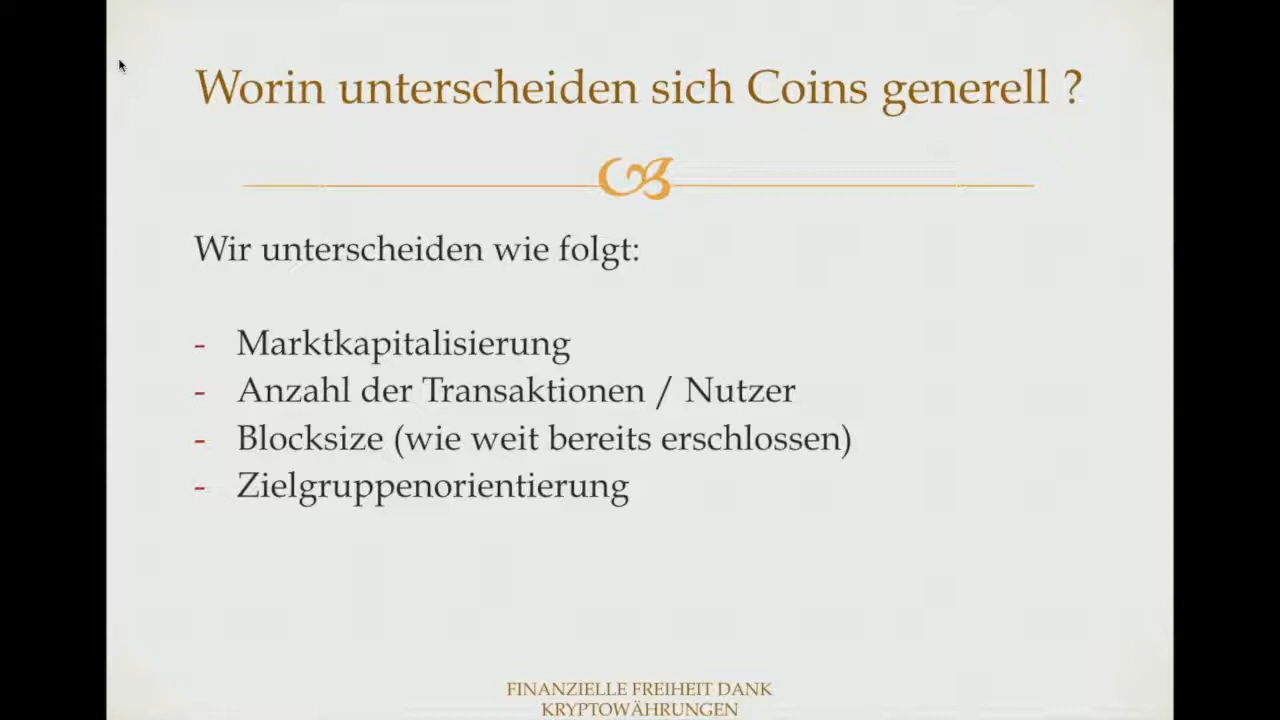 Worin unterscheiden sich Coins generell ?
Wir unterscheiden wie folgt:
- Marktkapitalisierung
- Anzahl der Transaktionen / Nutzer
- Blocksize (wie weit bereits erschlossen)
- Zielgruppenorientierung
FINANZIELLE FREIHEIT DANK
KRYPTOWÄHRUNGEN